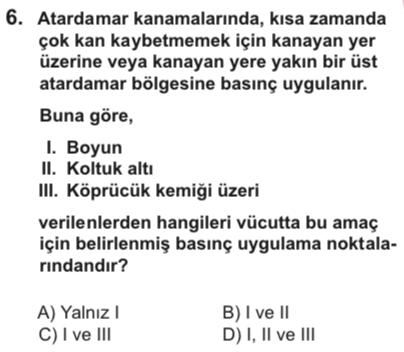 6. Atardamar kanamalarında, kısa zamanda
çok kan kaybetmemek için kanayan yer
üzerine veya kanayan yere yakın bir üst
atardamar bölgesine basınç uygulanır.
Buna göre,
I. Boyun
II. Koltuk altı
III. Köprücük kemiği üzeri
verilenlerden hangileri vücutta bu amaç
için belirlenmiş basınç uygulama noktala-
rındandır?
A) Yalnız I B) I ve II
C) I ve III D) I, II ve III